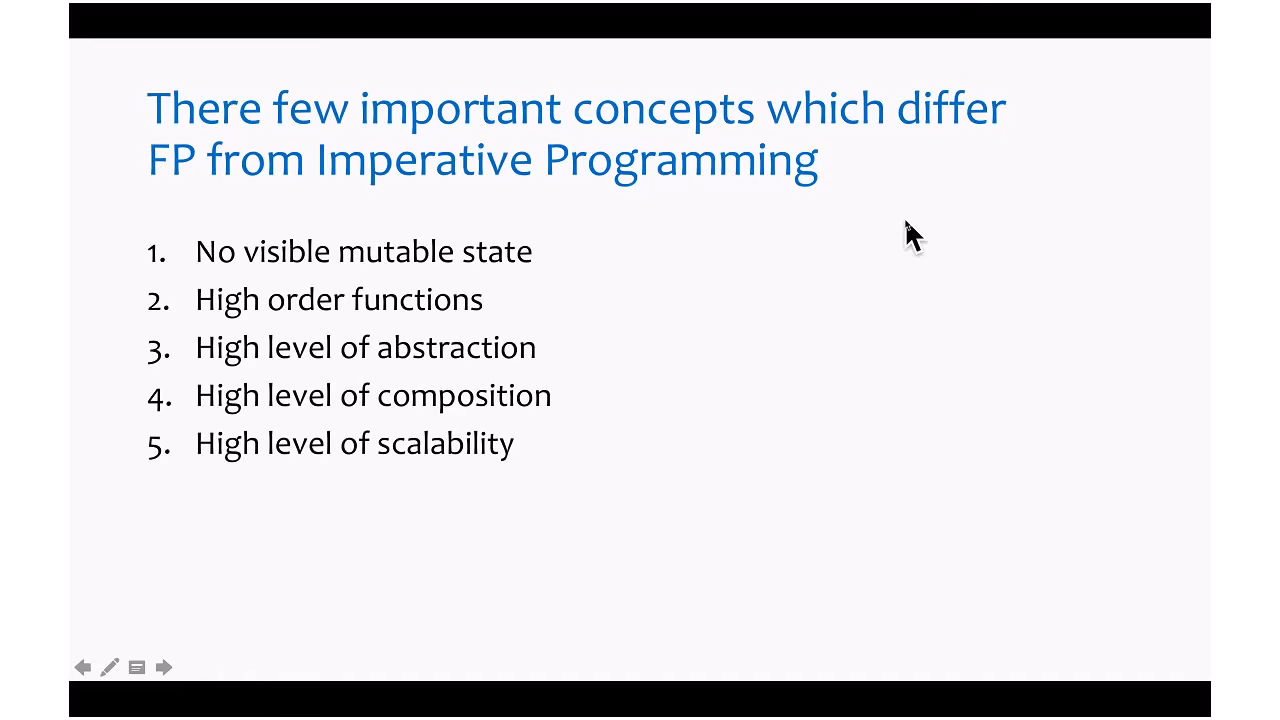 There few important concepts which differ
FP from Imperative Programming
1. No visible mutable state
2. High order functions
3. High level of abstraction
4. High level of composition
5. High level of scalability